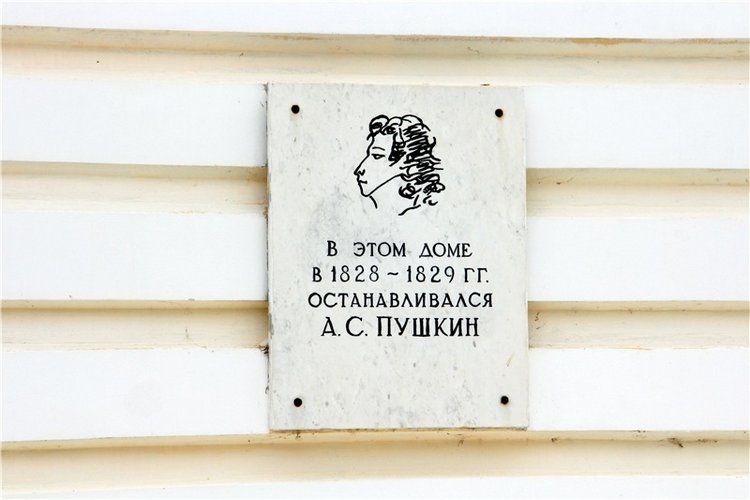 В ЭТОМ ДОМЕ
В 1828 ~ 1829 ГГ.
ОСТАНАВЛИВАЛСЯ
А. С. ПУШКИН